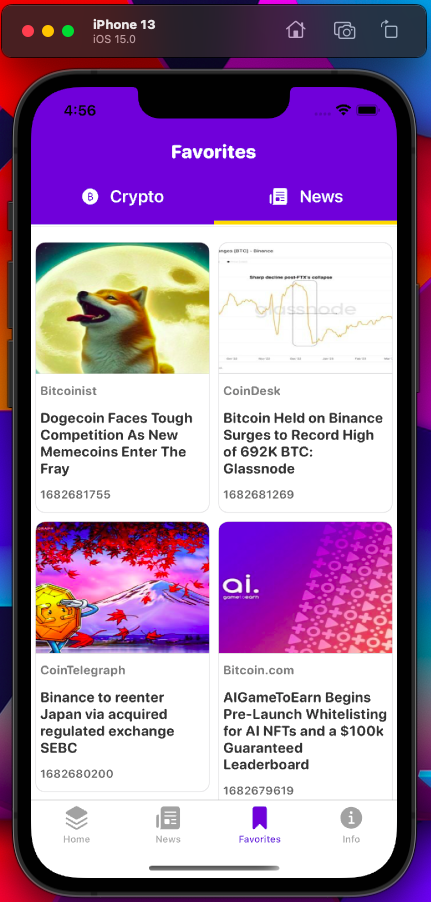 iPhone 13
iOS 15.0
4:56
Favorites
Crypto
News
nges (BTC) - Binance
Sharp decline post-FTX's collapse
glassnode
Bitcoinist
CoinDesk
Dogecoin Faces Tough
Competition As New
Memecoins Enter The
Fray
1682681755
Bitcoin Held on Binance
Surges to Record High
of 692K BTC:
Glassnode
1682681269
ai.
gametoearn
CoinTelegraph
Bitcoin.com
Binance to reenter
Japan via acquired
regulated exchange
SEBC
1682680200
AIGameToEarn Begins
Pre-Launch Whitelisting
for AI NFTs and a $100k
Guaranteed
Leaderboard
1682679619
Home
News
Favorites
Info